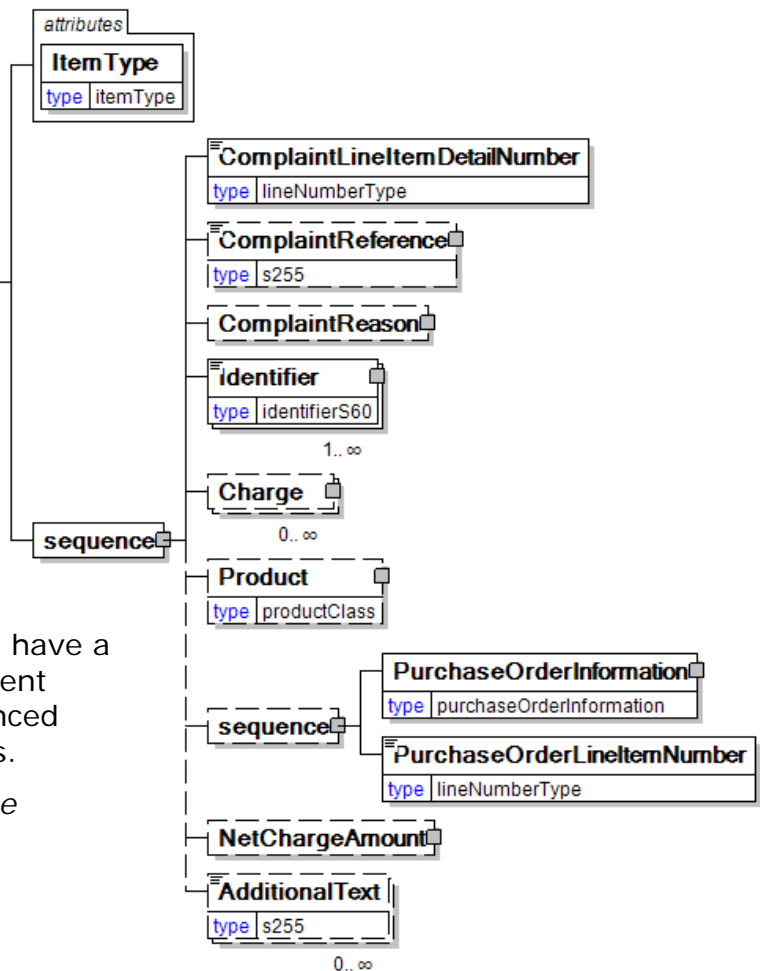 attributes
ItemType
type itemType
ComplaintLineItemDetailNumber
type lineNumberType
ComplaintReference
type s255
ComplaintReason
Identifier
type identifierS60
1.. ∞
Charge
0.. ∞
sequence
Product
type productClass
have a
ent
nced
s.
e
sequence
PurchaseOrderInformation
type purchaseOrderInformation
PurchaseOrderLineItemNumber
type lineNumberType
NetChargeAmount
AdditionalText
type s255
0.. ∞